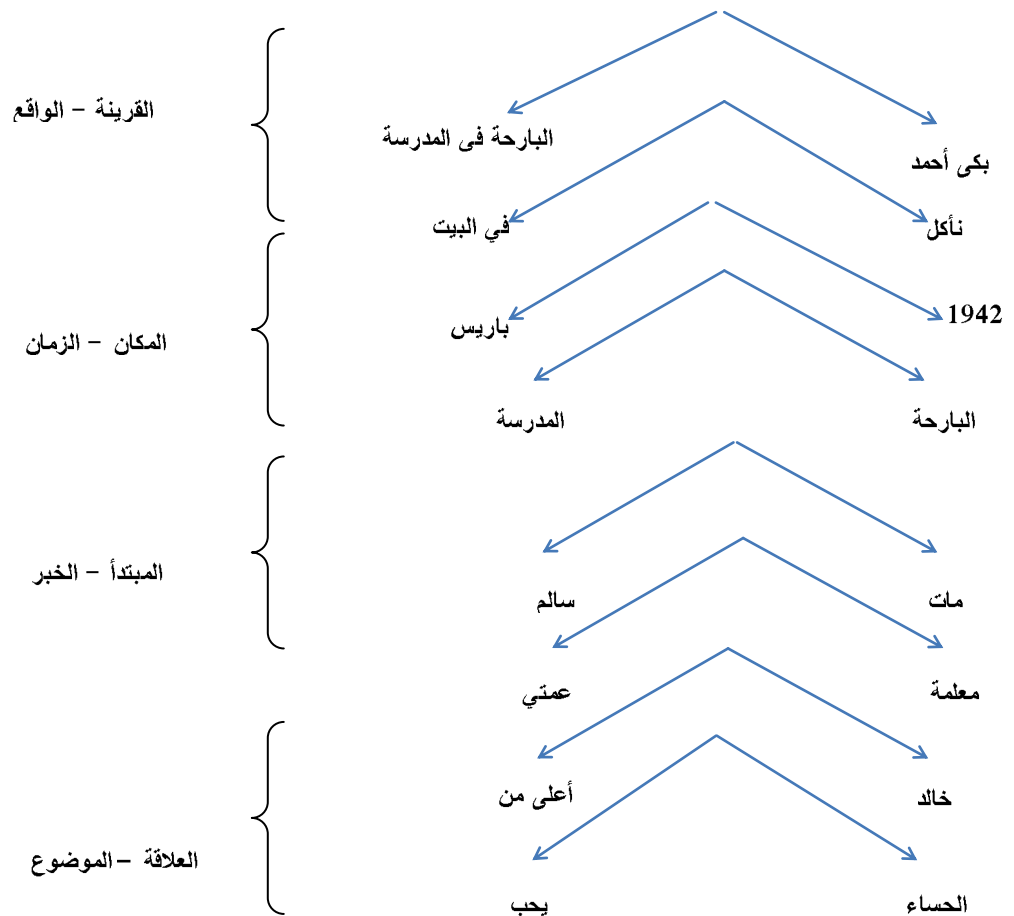 القرينة – الواقع
بكى أحمد
البارحة فى المدرسة
نأكل
في البيت
المكان – الزمان
1942
باريس
البارحة
المدرسة
المبتدأ – الخبر
مات
سالم
معلمة
عمتي
العلاقة –الموضوع
خالد
أعلى من
الحساء
يحب